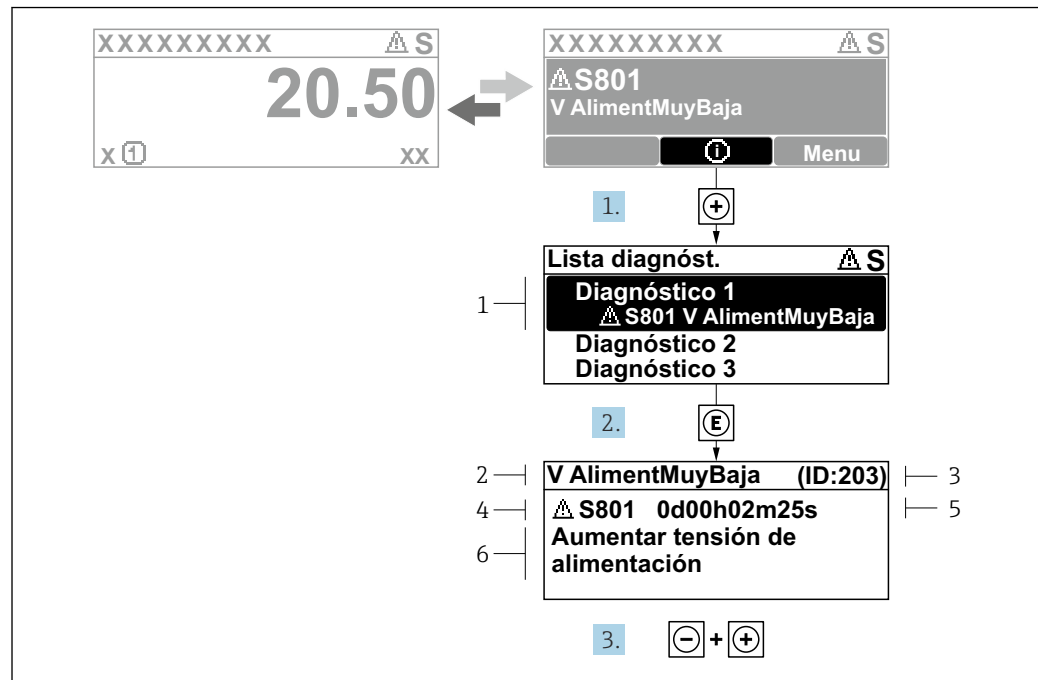 XXXXXXXXX ⚠ S
20.50
x ① xx
XXXXXXXXX ⚠ S
⚠ S801
V AlimentMuyBaja
ⓘ Menu
1. +
Lista diagnóst. ⚠ S
1
Diagnóstico 1
⚠ S801 V AlimentMuyBaja
Diagnóstico 2
Diagnóstico 3
2. E
2 V AlimentMuyBaja (ID:203) 3
4 ⚠ S801 0d00h02m25s 5
6
Aumentar tensión de
alimentación
3. - + +